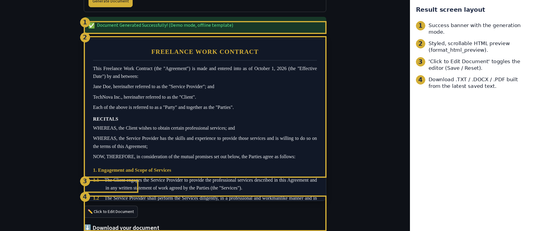 Generate Document
1
✅ Document Generated Successfully! (Demo mode, offline template)
2
FREELANCE WORK CONTRACT
This Freelance Work Contract (the "Agreement") is made and entered into as of October 1, 2026 (the "Effective
Date") by and between:
Jane Doe, hereinafter referred to as the "Service Provider"; and
TechNova Inc., hereinafter referred to as the "Client".
Each of the above is referred to as a "Party" and together as the "Parties".
RECITALS
WHEREAS, the Client wishes to obtain certain professional services; and
WHEREAS, the Service Provider has the skills and experience to provide those services and is willing to do so on
the terms of this Agreement;
NOW, THEREFORE, in consideration of the mutual promises set out below, the Parties agree as follows:
1. Engagement and Scope of Services
3
1.1 The Client engages the Service Provider to provide the professional services described in this Agreement and
in any written statement of work agreed by the Parties (the "Services").
4
1.2 The Service Provider shall perform the Services diligently, in a professional and workmanlike manner and in
Click to Edit Document
Download your document
Result screen layout
1 Success banner with the generation
mode.
2 Styled, scrollable HTML preview
(format_html_preview).
3 'Click to Edit Document' toggles the
editor (Save / Reset).
4 Download .TXT / .DOCX / .PDF built
from the latest saved text.